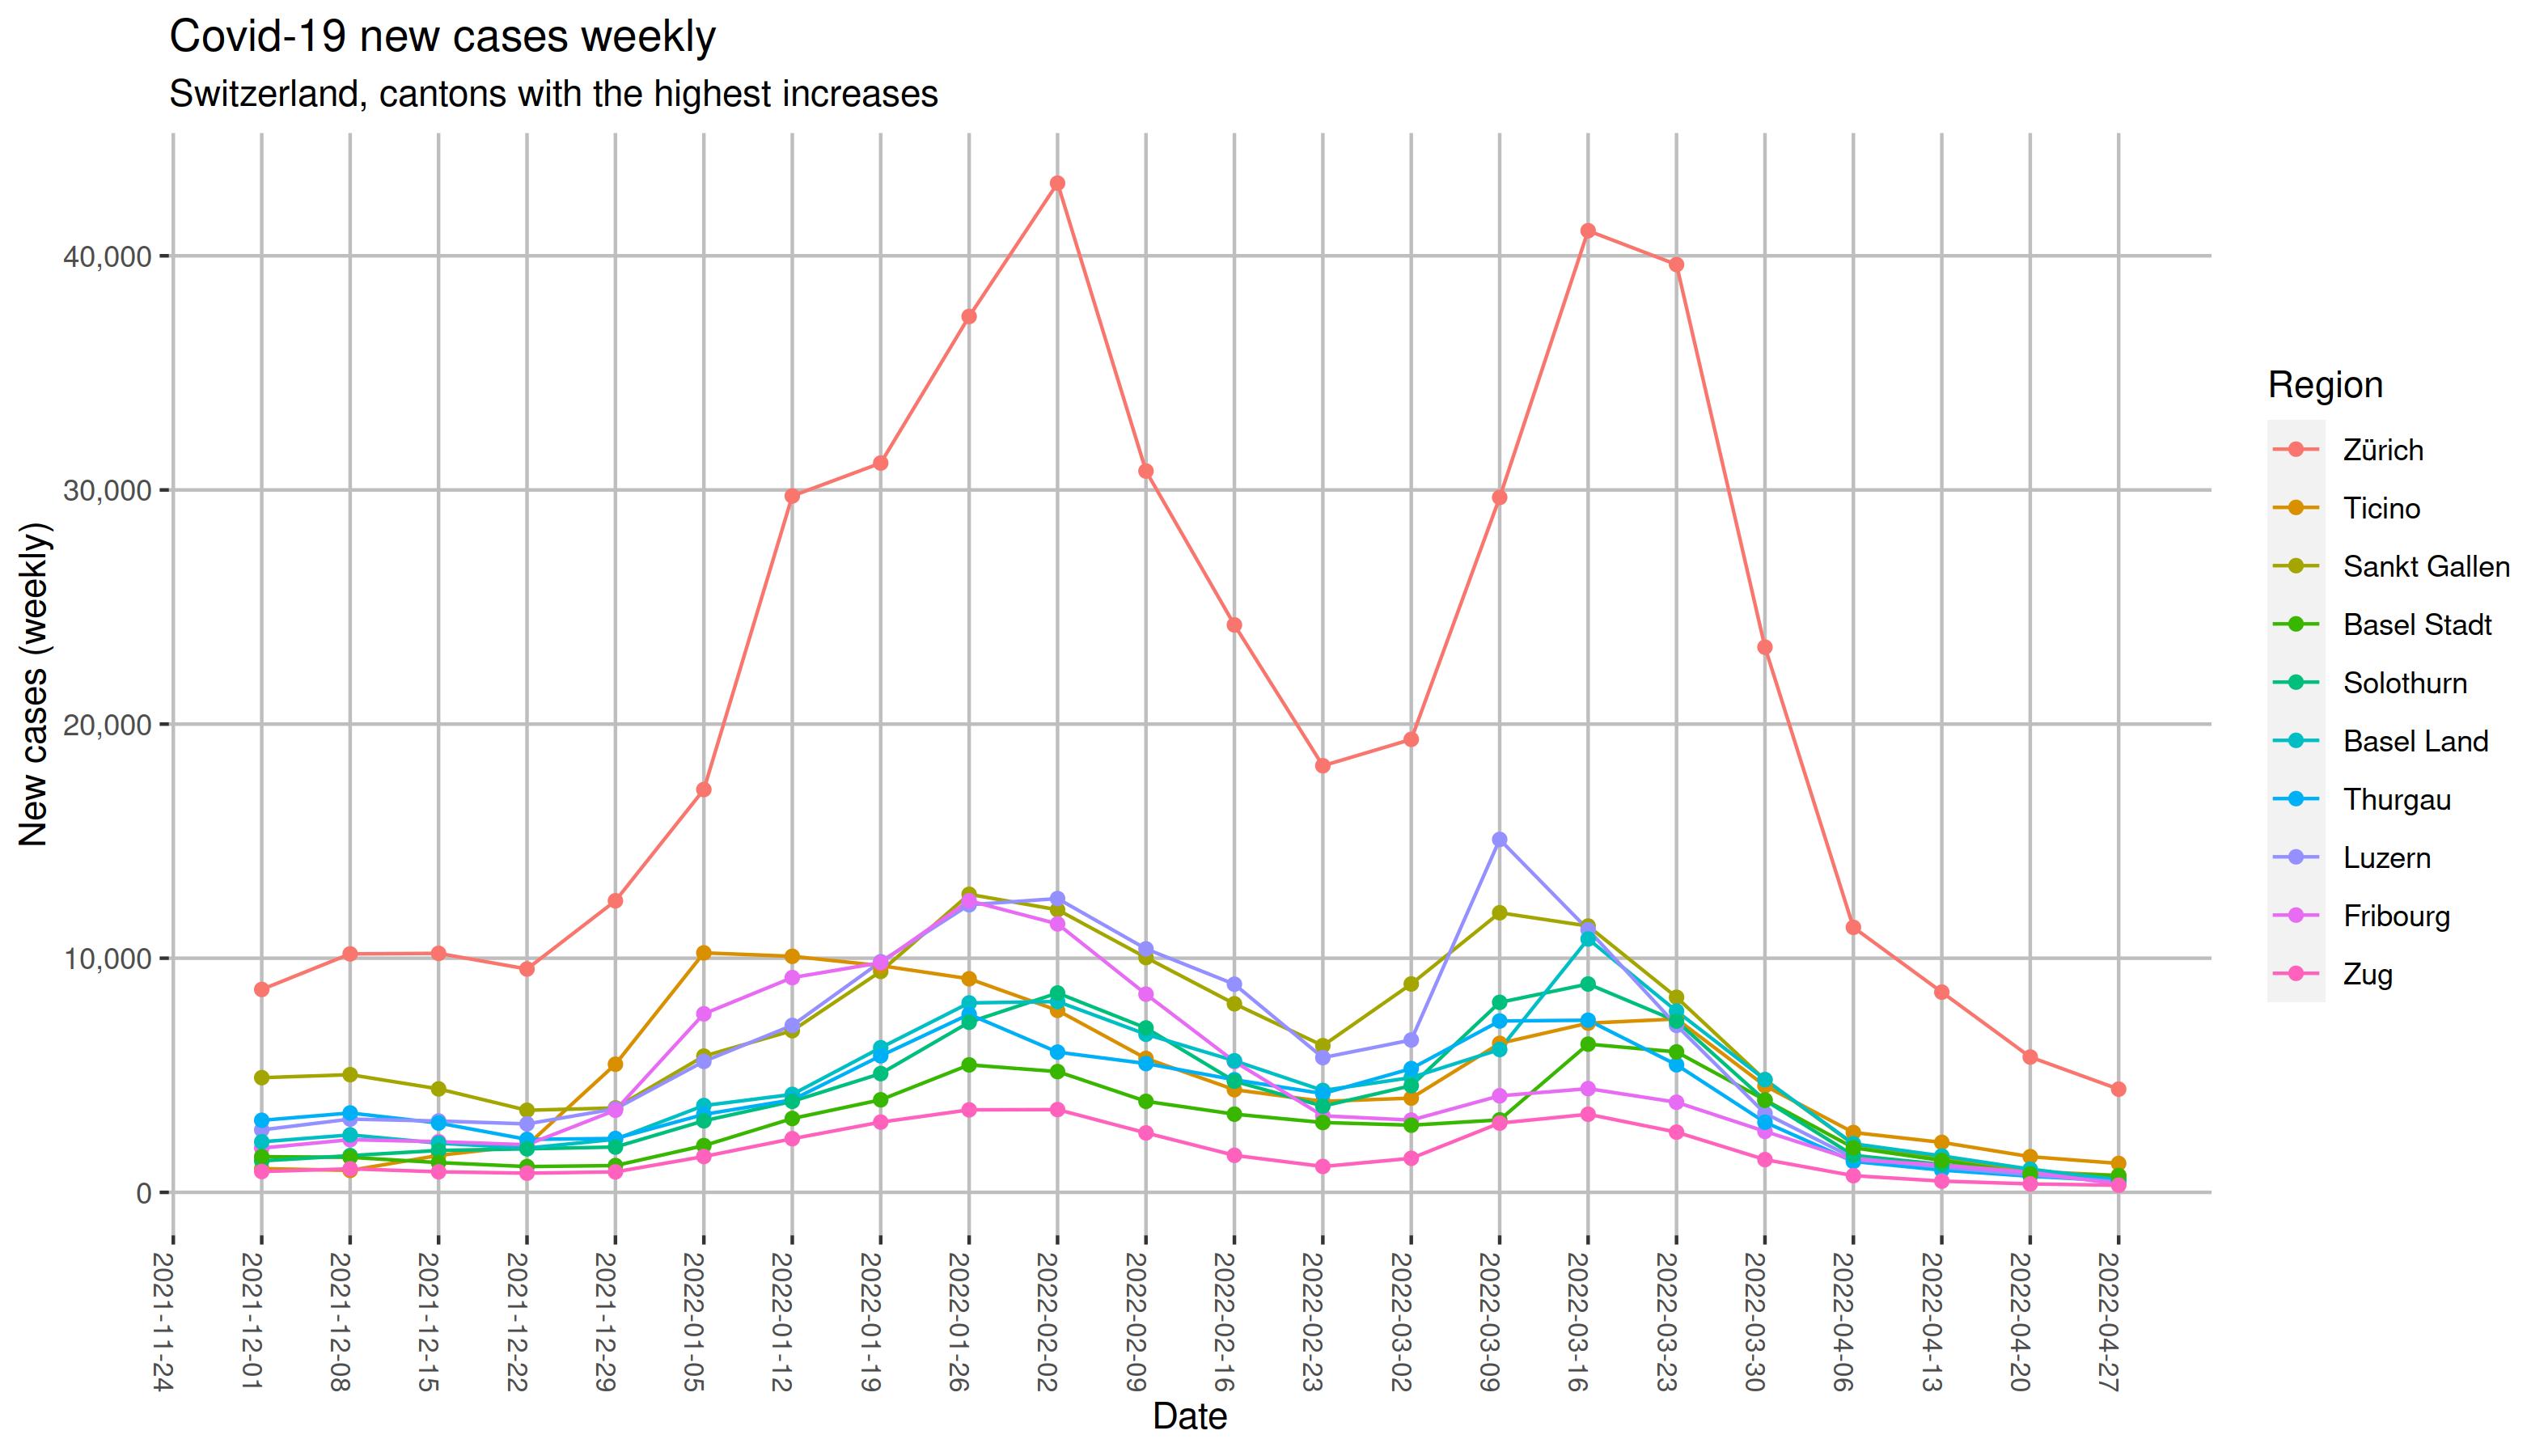 Covid-19 new cases weekly
Switzerland, cantons with the highest increases
New cases (weekly)
40,000
30,000
20,000
10,000
0
2021-11-24
2021-12-01
2021-12-08
2021-12-15
2021-12-22
2021-12-29
2022-01-05
2022-01-12
2022-01-19
2022-01-26
2022-02-02
2022-02-09
2022-02-16
2022-02-23
2022-03-02
2022-03-09
2022-03-16
2022-03-23
2022-03-30
2022-04-06
2022-04-13
2022-04-20
2022-04-27
Date
Region
Zürich
Ticino
Sankt Gallen
Basel Stadt
Solothurn
Basel Land
Thurgau
Luzern
Fribourg
Zug